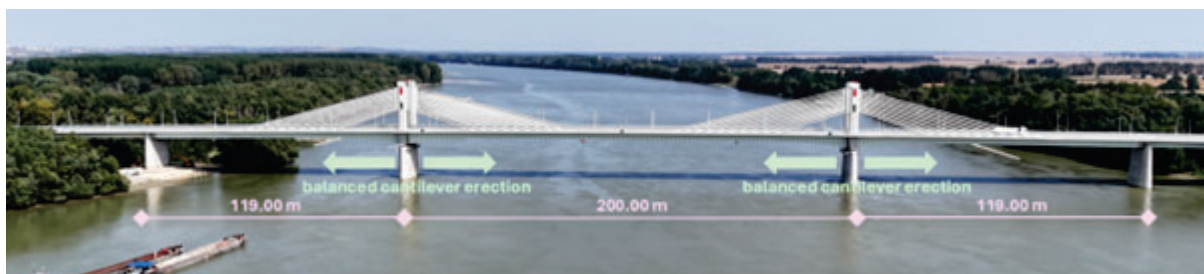 balanced cantilever erection
balanced cantilever erection
119.00 m
200.00 m
119.00 m